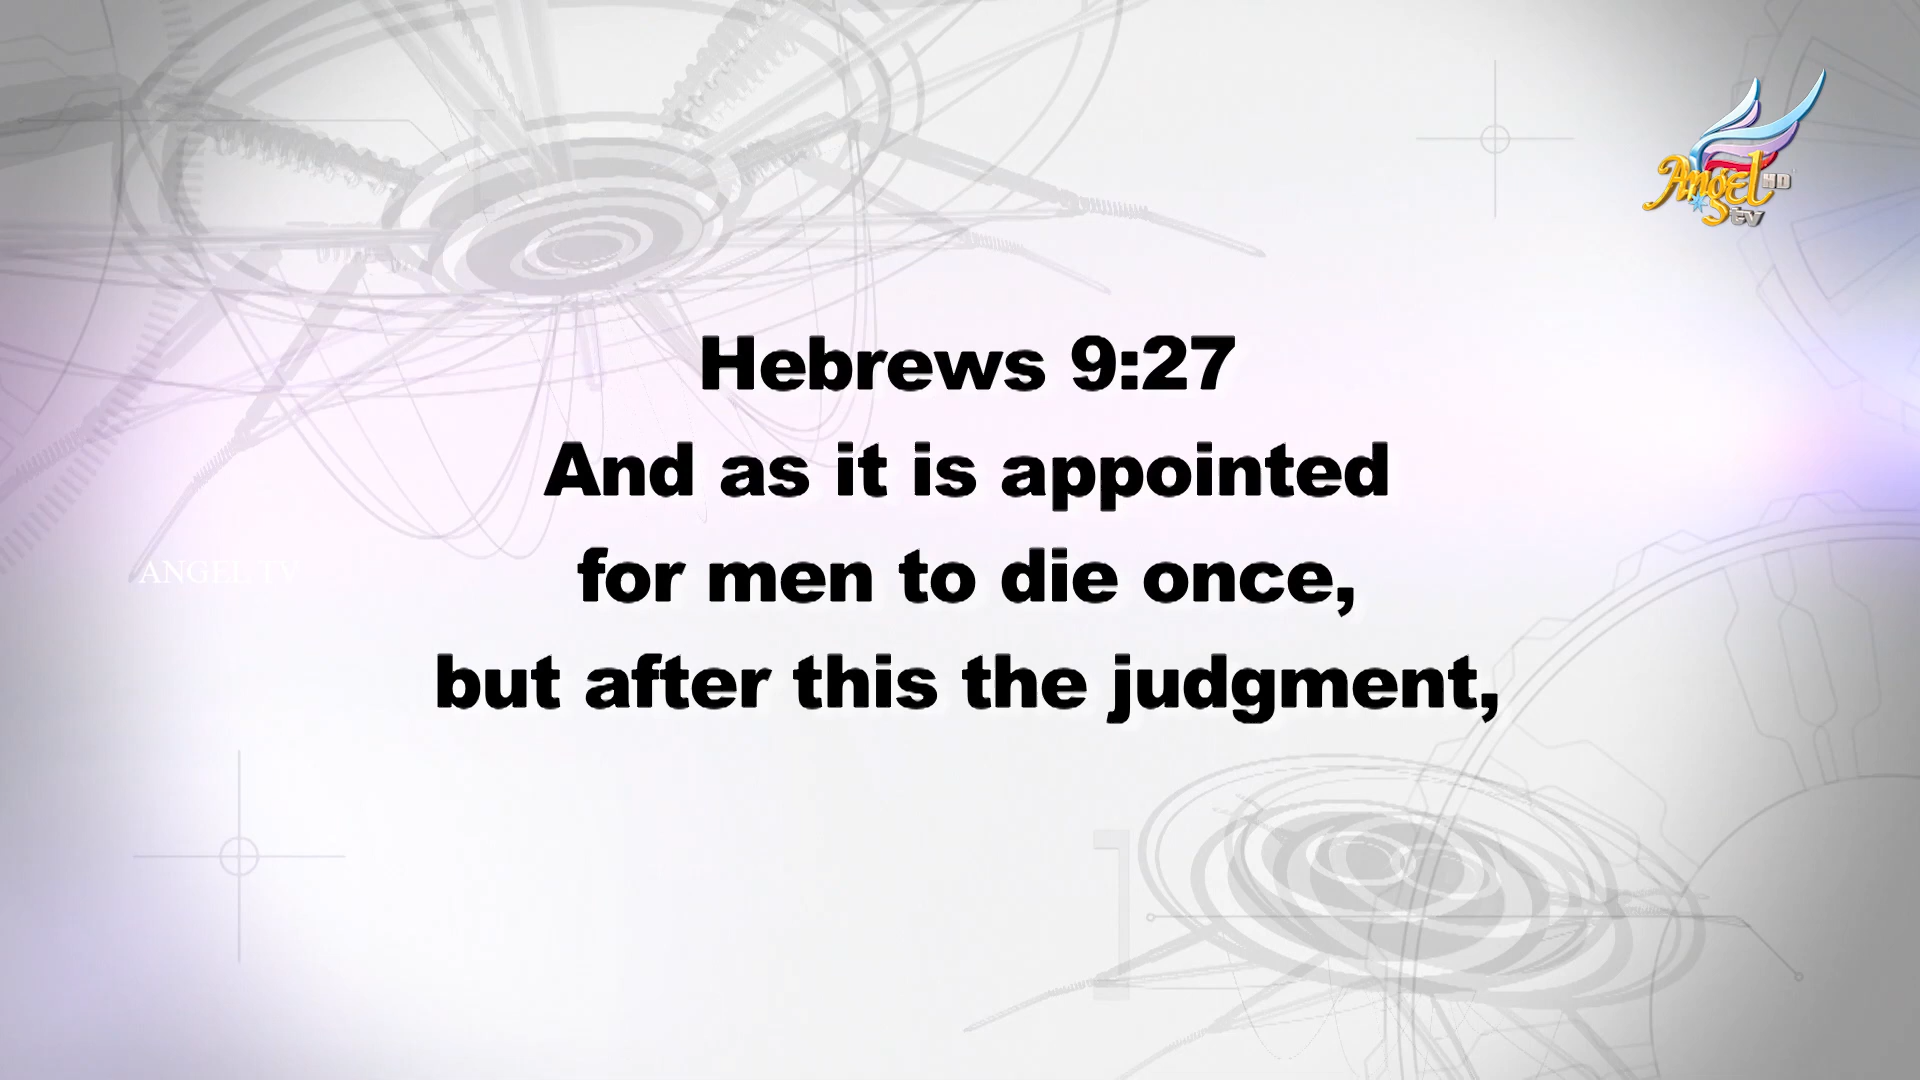 Angel HD
tv
Hebrews 9:27
And as it is appointed
for men to die once,
ANGEL TV
but after this the judgment,